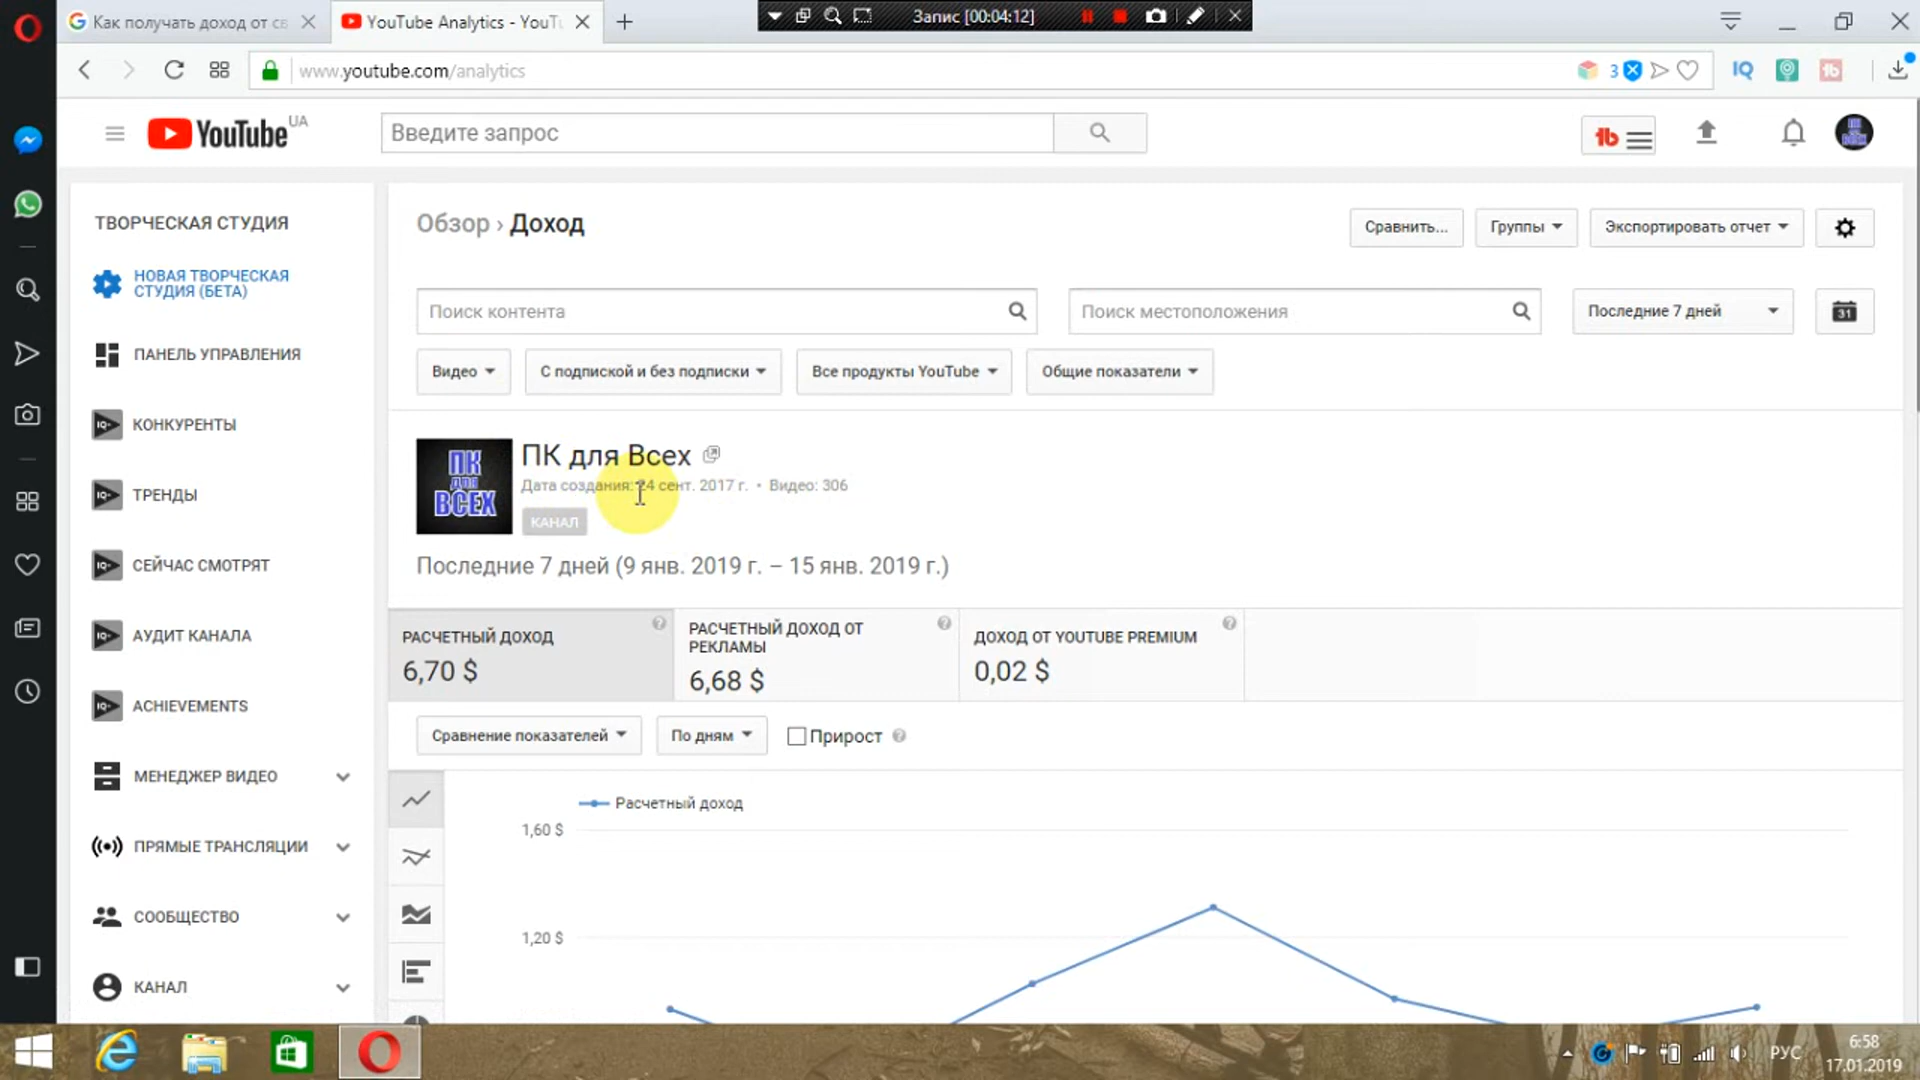 Как получать доход от св
YouTube Analytics - YouTu
Запис [00:04:12]
www.youtube.com/analytics
3
YouTube UA
Введите запрос
ТВОРЧЕСКАЯ СТУДИЯ
НОВАЯ ТВОРЧЕСКАЯ
СТУДИЯ (БЕТА)
ПАНЕЛЬ УПРАВЛЕНИЯ
КОНКУРЕНТЫ
ТРЕНДЫ
СЕЙЧАС СМОТРЯТ
АУДИТ КАНАЛА
ACHIEVEMENTS
МЕНЕДЖЕР ВИДЕО
ПРЯМЫЕ ТРАНСЛЯЦИИ
СООБЩЕСТВО
КАНАЛ
Обзор › Доход
Сравнить...
Группы
Экспортировать отчет
Поиск контента
Поиск местоположения
Последние 7 дней
31
Видео
С подпиской и без подписки
Все продукты YouTube
Общие показатели
ПК
для
ВСЕХ
ПК для Всех
Дата создания: 24 сент. 2017 г. • Видео: 306
КАНАЛ
Последние 7 дней (9 янв. 2019 г. – 15 янв. 2019 г.)
РАСЧЕТНЫЙ ДОХОД
6,70 $
РАСЧЕТНЫЙ ДОХОД ОТ
РЕКЛАМЫ
6,68 $
ДОХОД ОТ YOUTUBE PREMIUM
0,02 $
Сравнение показателей
По дням
Прирост
Расчетный доход
1,60 $
1,20 $
РУС
6:58
17.01.2019